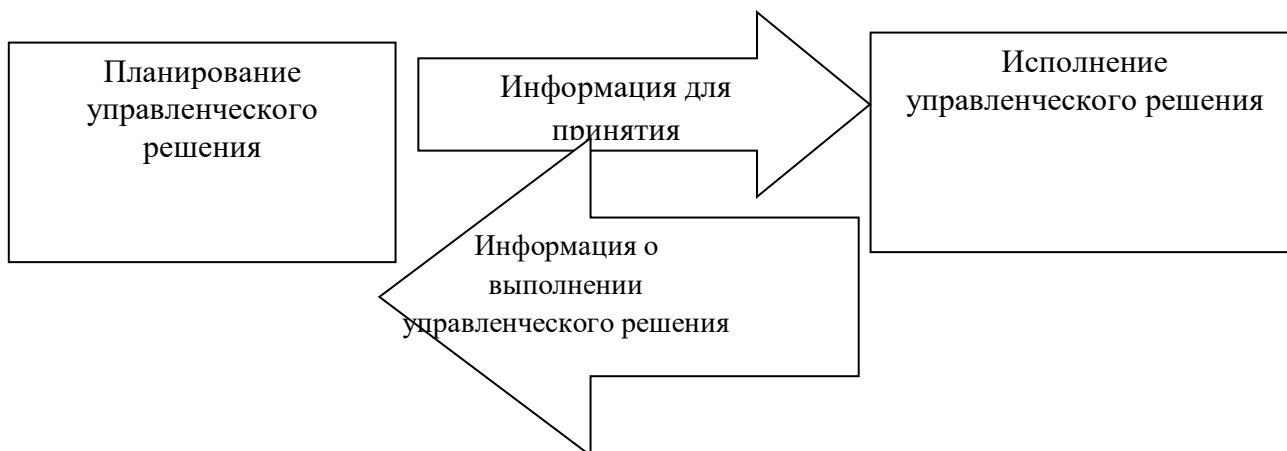 Планирование
управленческого
решения
Информация для
принятия
Исполнение
управленческого решения
Информация о
выполнении
управленческого решения